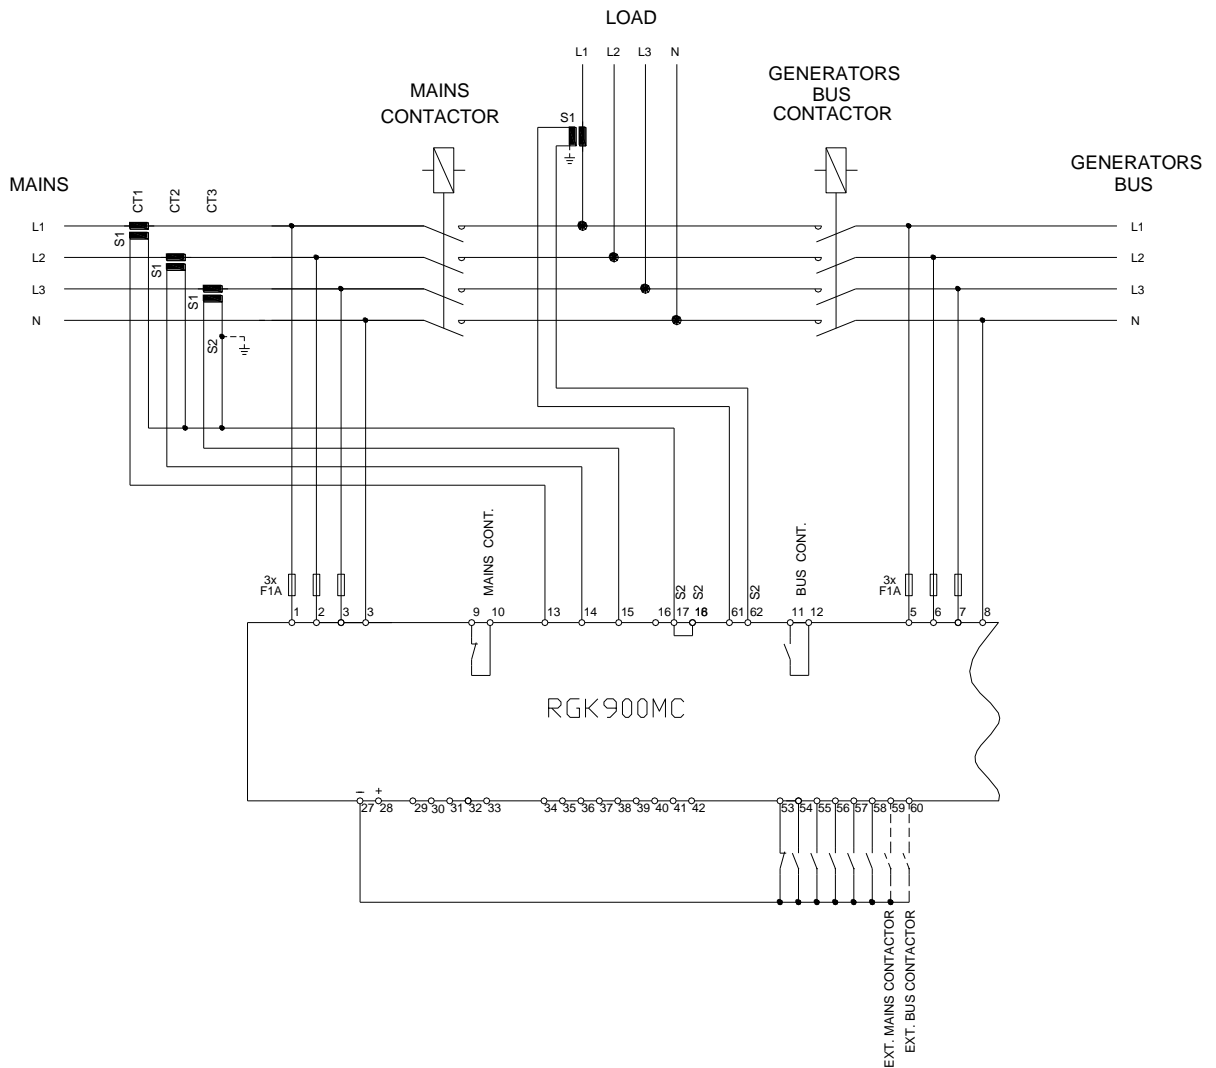 LOAD
L1 L2 L3 N
MAINS
CONTACTOR
GENERATORS
BUS
CONTACTOR
S1
MAINS
GENERATORS
BUS
CT1
CT2
CT3
L1
L2
L3
N
S1
S1
S1
S2
L1
L2
L3
N
MAINS CONT.
S2
S2
S2
BUS CONT.
3x
F1A
3x
F1A
1 2 3 3 9 10 13 14 15 16 17 18 61 62 11 12 5 6 7 8
RGK900MC
– +
27 28 29 30 31 32 33 34 35 36 37 38 39 40 41 42 53 54 55 56 57 58 59 60
EXT. MAINS CONTACTOR
EXT. BUS CONTACTOR